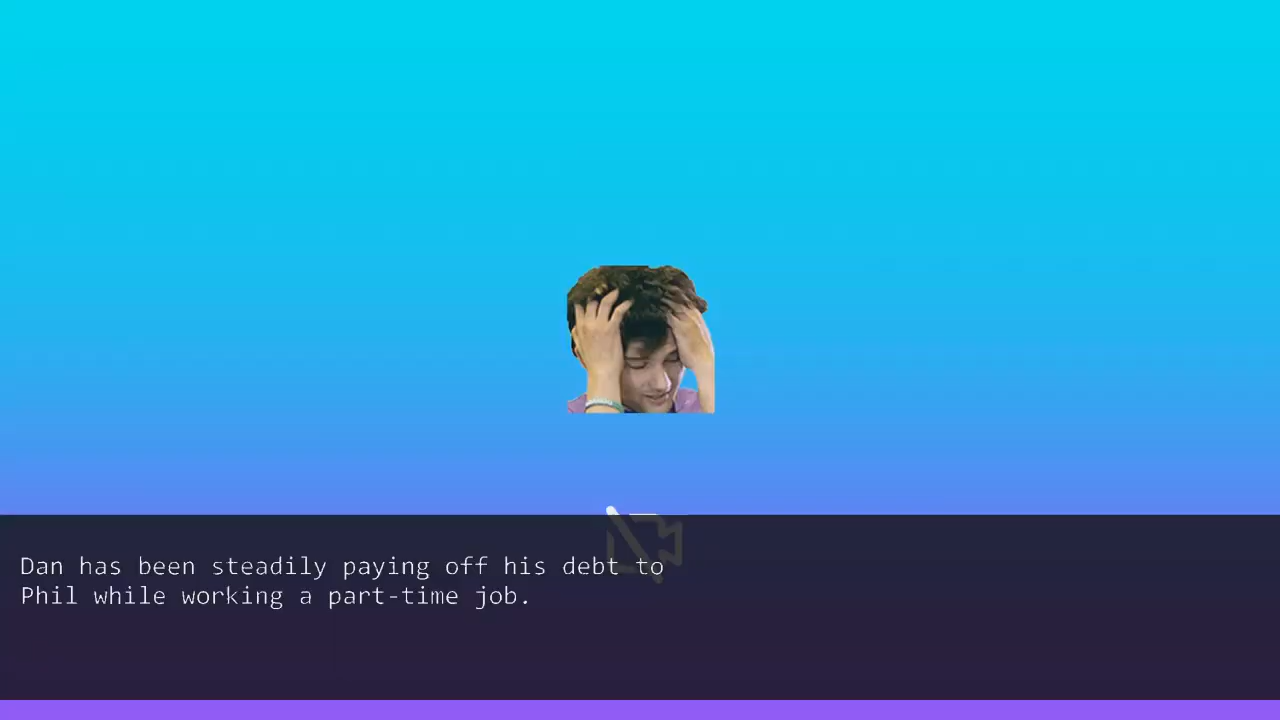 Dan has been steadily paying off his debt to
Phil while working a part-time job.